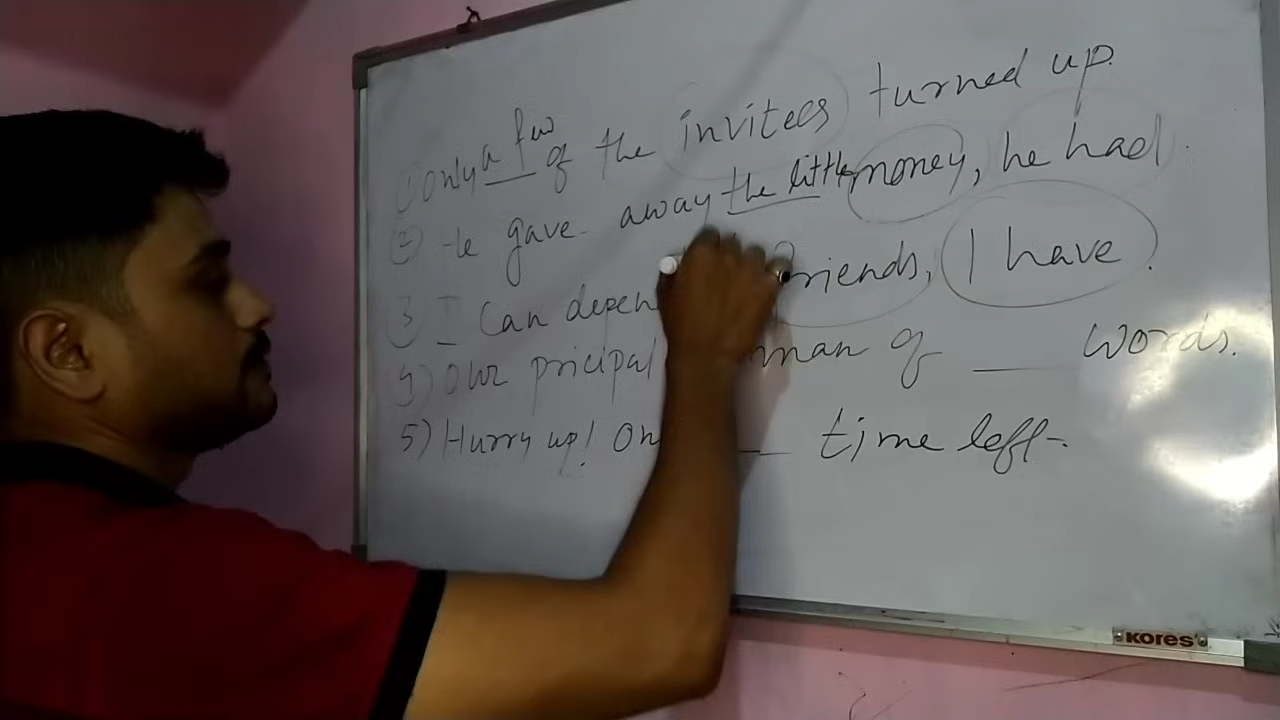 1) Only a few of the invitees turned up.
2) He gave away the little money, he had.
3) I can depen friends, I have.
4) Our pricipal man of ___ words.
5) Hurry up! On ___ time left.
KORES